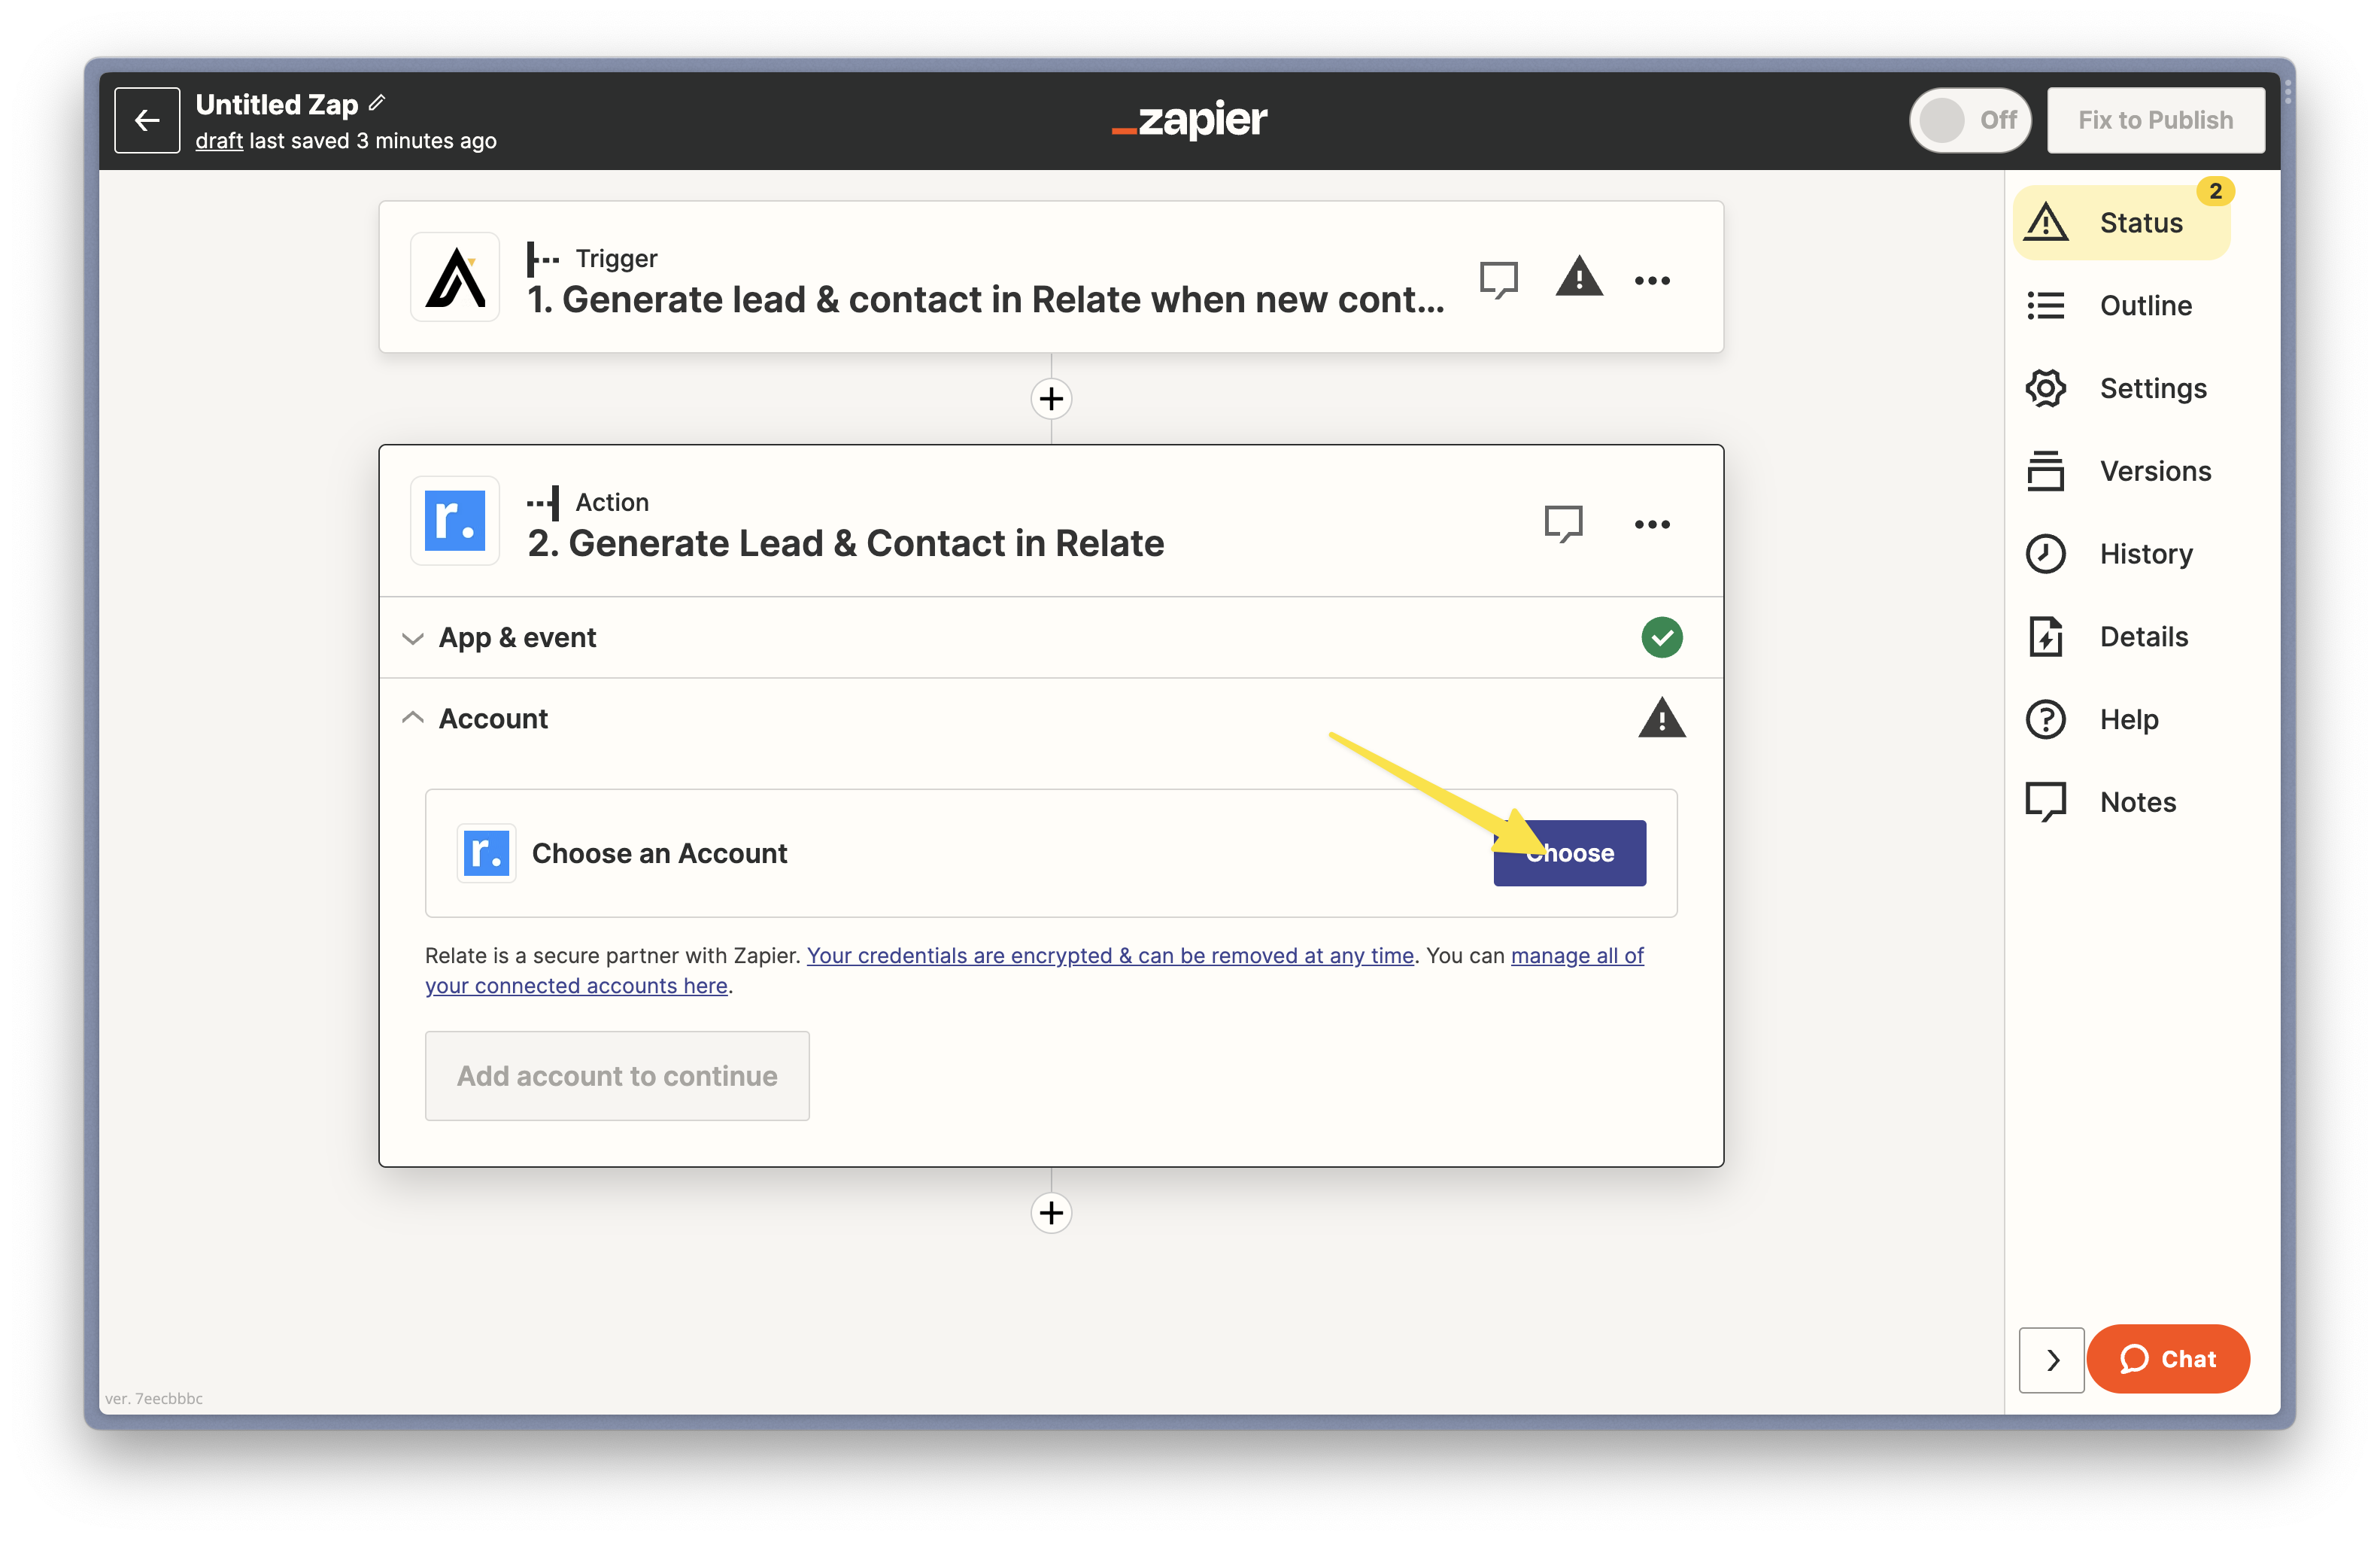 Untitled Zap
draft last saved 3 minutes ago
zapier
Off
Fix to Publish
Trigger
1. Generate lead & contact in Relate when new cont...
Action
2. Generate Lead & Contact in Relate
App & event
Account
r.
Choose an Account
Choose
Relate is a secure partner with Zapier. Your credentials are encrypted & can be removed at any time. You can manage all of
your connected accounts here.
Add account to continue
2
Status
Outline
Settings
Versions
History
Details
Help
Notes
Chat
ver. 7eecbbbc